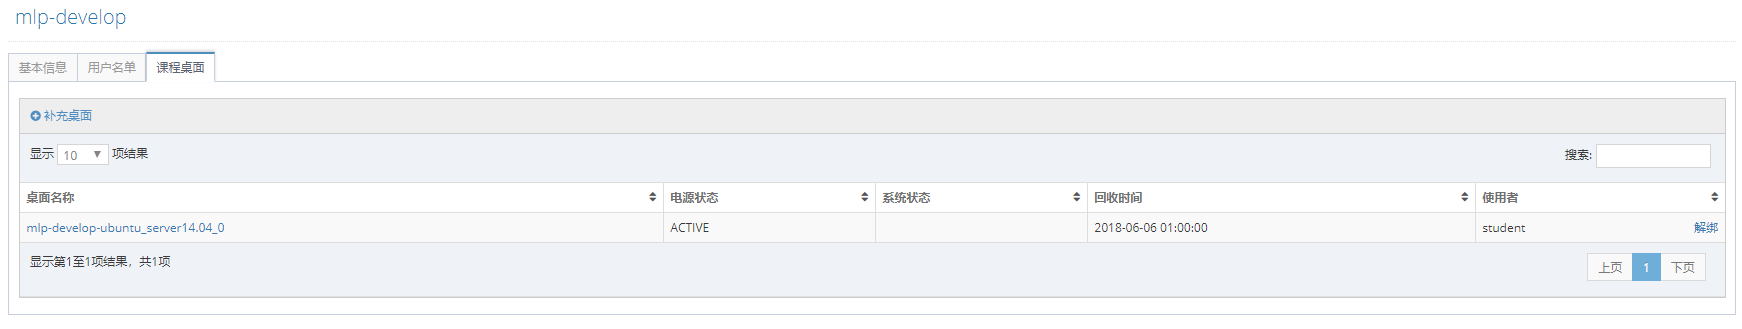 mlp-develop
基本信息 用户名单 课程桌面
补充桌面
显示 10 项结果 搜索:
桌面名称 电源状态 系统状态 回收时间 使用者
mlp-develop-ubuntu_server14.04_0 ACTIVE 2018-06-06 01:00:00 student 解绑
显示第1至1项结果，共1项 上页 1 下页